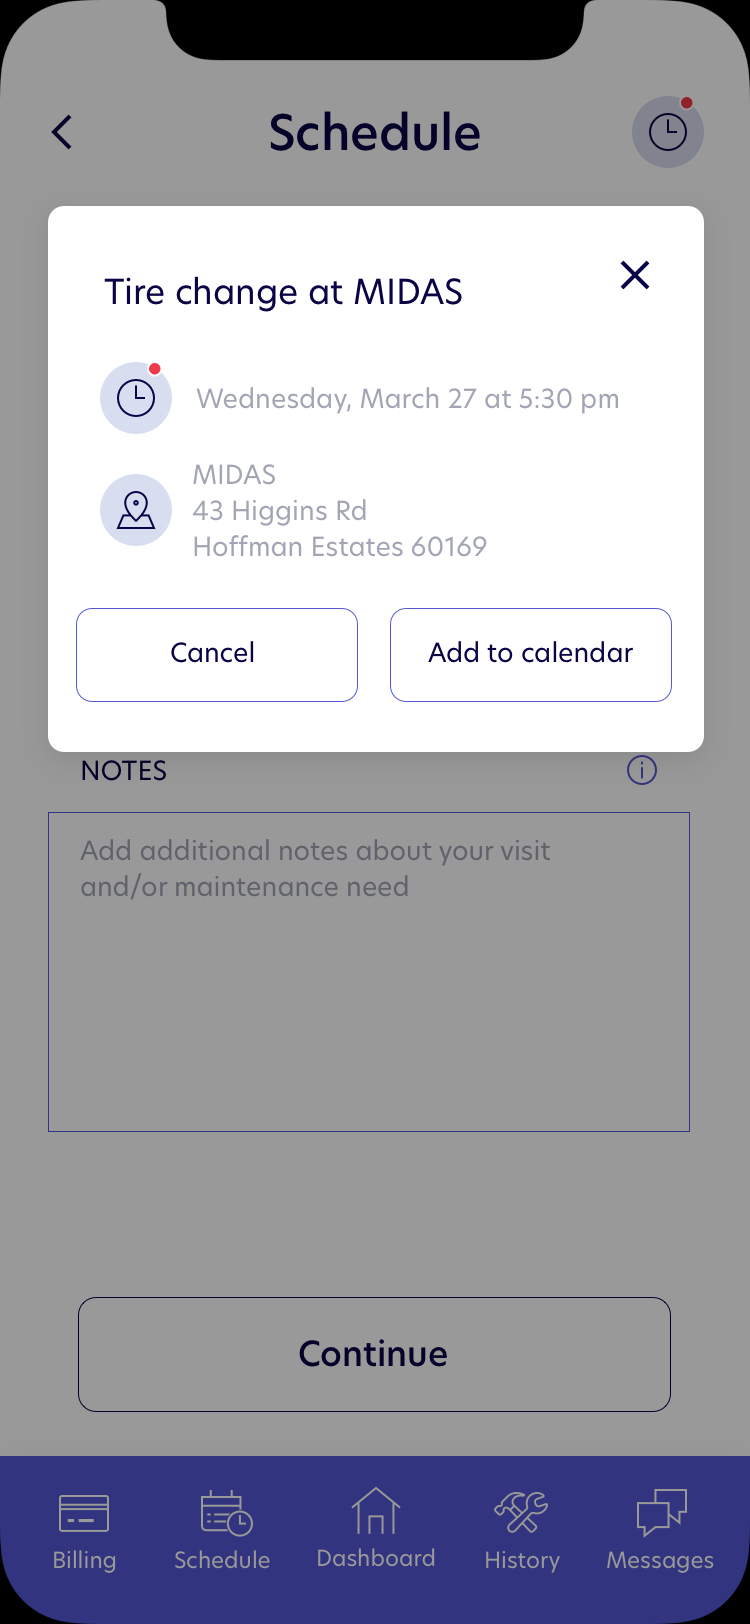 Schedule
Tire change at MIDAS
Wednesday, March 27 at 5:30 pm
MIDAS
43 Higgins Rd
Hoffman Estates 60169
Cancel
Add to calendar
NOTES
Add additional notes about your visit
and/or maintenance need
Continue
Billing
Schedule
Dashboard
History
Messages